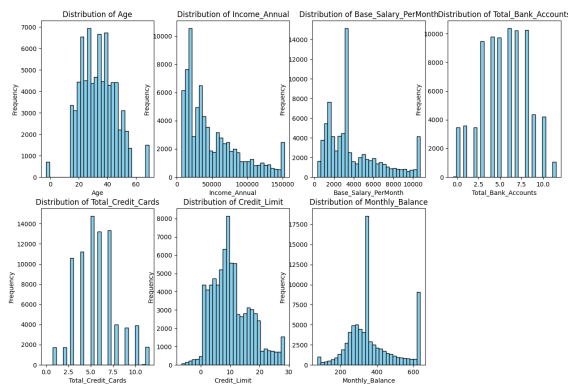 Distribution of Age
Distribution of Income_Annual
Distribution of Base_Salary_PerMonth
Distribution of Total_Bank_Accounts
Frequency
7000
6000
5000
4000
3000
2000
1000
0
0 20 40 60
Age
Frequency
10000
8000
6000
4000
2000
0
0 50000 100000 150000
Income_Annual
Frequency
14000
12000
10000
8000
6000
4000
2000
0
0 2000 4000 6000 8000 10000
Base_Salary_PerMonth
Frequency
10000
8000
6000
4000
2000
0
0.0 2.5 5.0 7.5 10.0
Total_Bank_Accounts
Distribution of Total_Credit_Cards
Distribution of Credit_Limit
Distribution of Monthly_Balance
Frequency
14000
12000
10000
8000
6000
4000
2000
0
0.0 2.5 5.0 7.5 10.0
Total_Credit_Cards
Frequency
8000
7000
6000
5000
4000
3000
2000
1000
0
0 10 20 30
Credit_Limit
Frequency
17500
15000
12500
10000
7500
5000
2500
0
200 400 600
Monthly_Balance